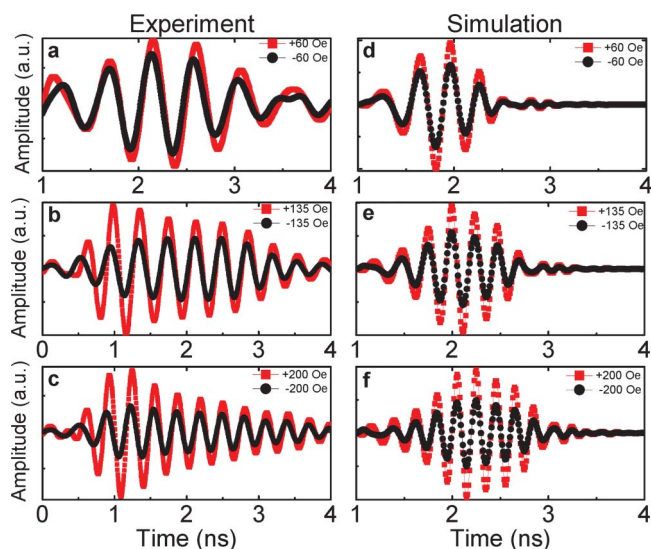 Experiment
Simulation
a
+60 Oe
-60 Oe
Amplitude (a.u.)
1 2 3 4
d
+60 Oe
-60 Oe
1 2 3 4
b
+135 Oe
-135 Oe
Amplitude (a.u.)
0 1 2 3 4
e
+135 Oe
-135 Oe
1 2 3 4
c
+200 Oe
-200 Oe
Amplitude (a.u.)
0 1 2 3 4
Time (ns)
f
+200 Oe
-200 Oe
1 2 3 4
Time (ns)